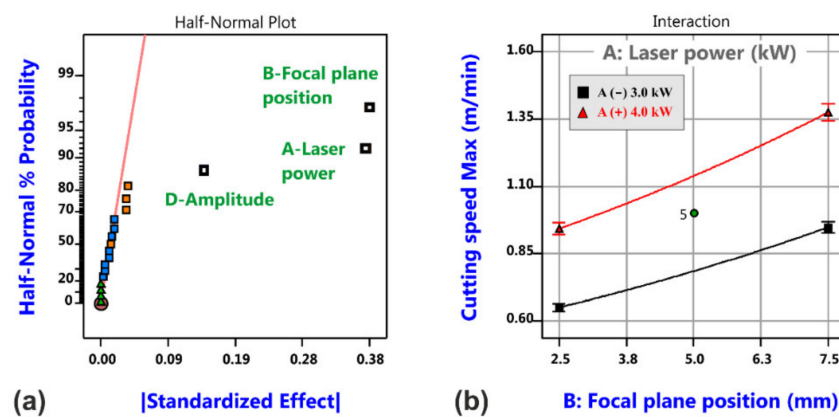 Half-Normal Plot
Half-Normal % Probability
99
95
90
80
70
50
20
0
B-Focal plane
position
A-Laser
power
D-Amplitude
0.00 0.09 0.19 0.28 0.38
(a)
|Standardized Effect|
Interaction
Cutting speed Max (m/min)
1.60
1.35
1.10
0.85
0.60
A: Laser power (kW)
A (−) 3.0 kW
A (+) 4.0 kW
5
2.5 3.8 5.0 6.3 7.5
(b)
B: Focal plane position (mm)